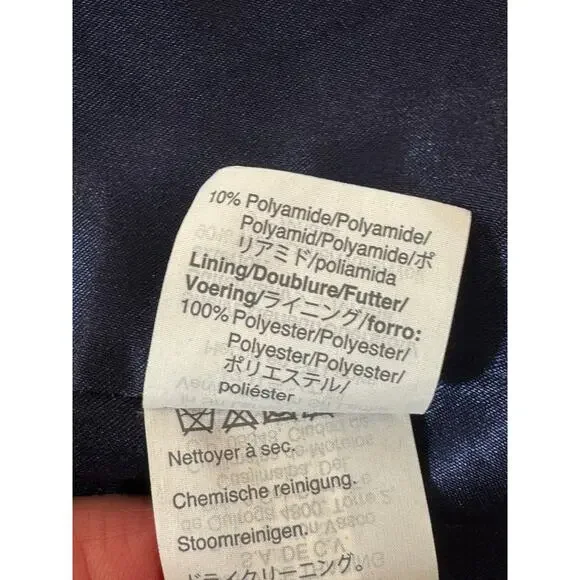 10% Polyamide/Polyamide/
Polyamid/Polyamide/ポ
リアミド/poliamida
Lining/Doublure/Futter/
Voering/ライニング/forro:
100% Polyester/Polyester/
Polyester/Polyester/
ポリエステル/
poliéster
Nettoyer à sec.
Chemische reinigung.
Stoomreinigen.
ドライクリーニング。